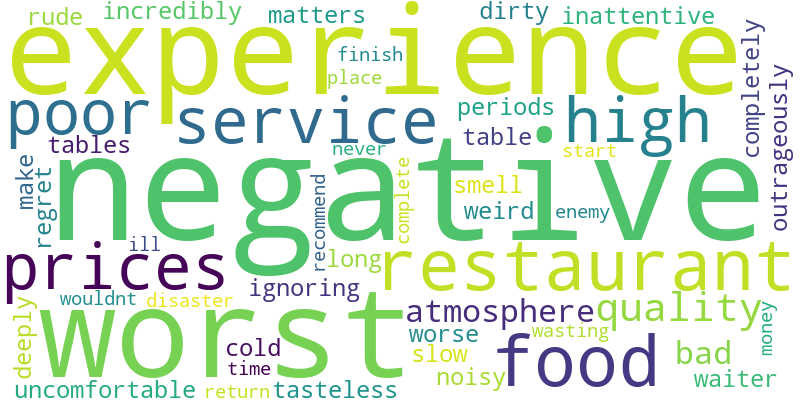 rude
incredibly
matters
dirty
inattentive
experience
finish
place
completely
outrageously
poor
service
periods
high
tables
never
table
start
make
regret
negative
complete
smell
weird
enemy
recommend
ill
prices
long
restaurant
ignoring
deeply
wouldnt
disaster
worst
atmosphere
quality
money
worse
wasting
cold
time
slow
food
bad
noisy
waiter
uncomfortable
return
tasteless